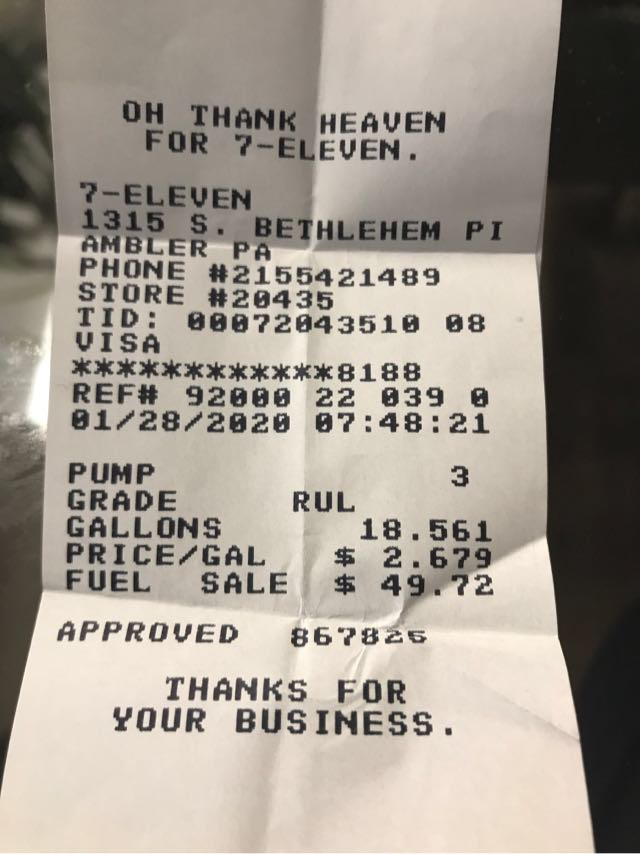 OH THANK HEAVEN
FOR 7-ELEVEN.
7-ELEVEN
1315 S. BETHLEHEM PI
AMBLER PA
PHONE #2155421489
STORE #20435
TID: 00072043510 08
VISA
************8188
REF# 92000 22 039 0
01/28/2020 07:48:21
PUMP 3
GRADE RUL
GALLONS 18.561
PRICE/GAL $ 2.679
FUEL SALE $ 49.72
APPROVED 867825
THANKS FOR
YOUR BUSINESS.